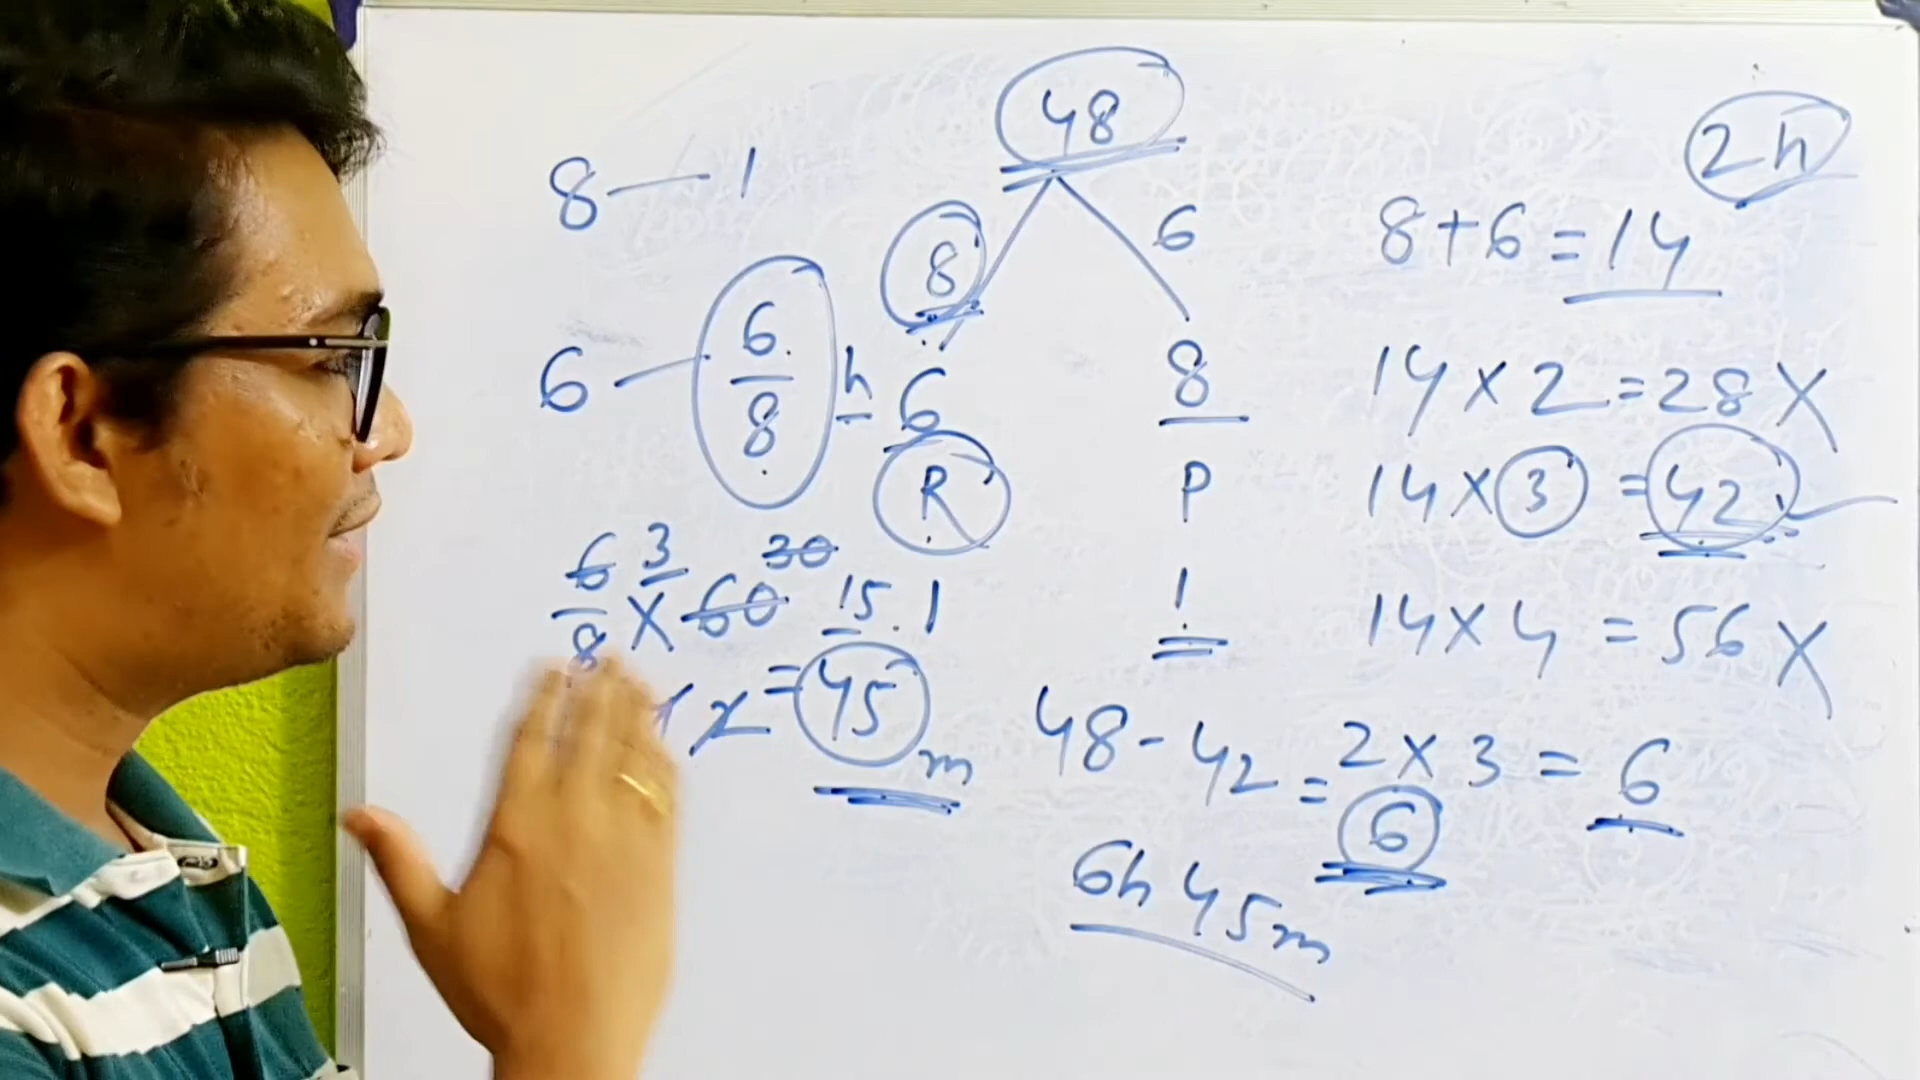 48
2h
8 — 1
8 6
8+6=14
6 — 6/8 h
6 8
R P
1 1
14×2=28 X
14×3=42 ✓
14×4=56 X
6/8 3 × 60 30 15
=45m
48-42=6
2×3=6
6h 45m